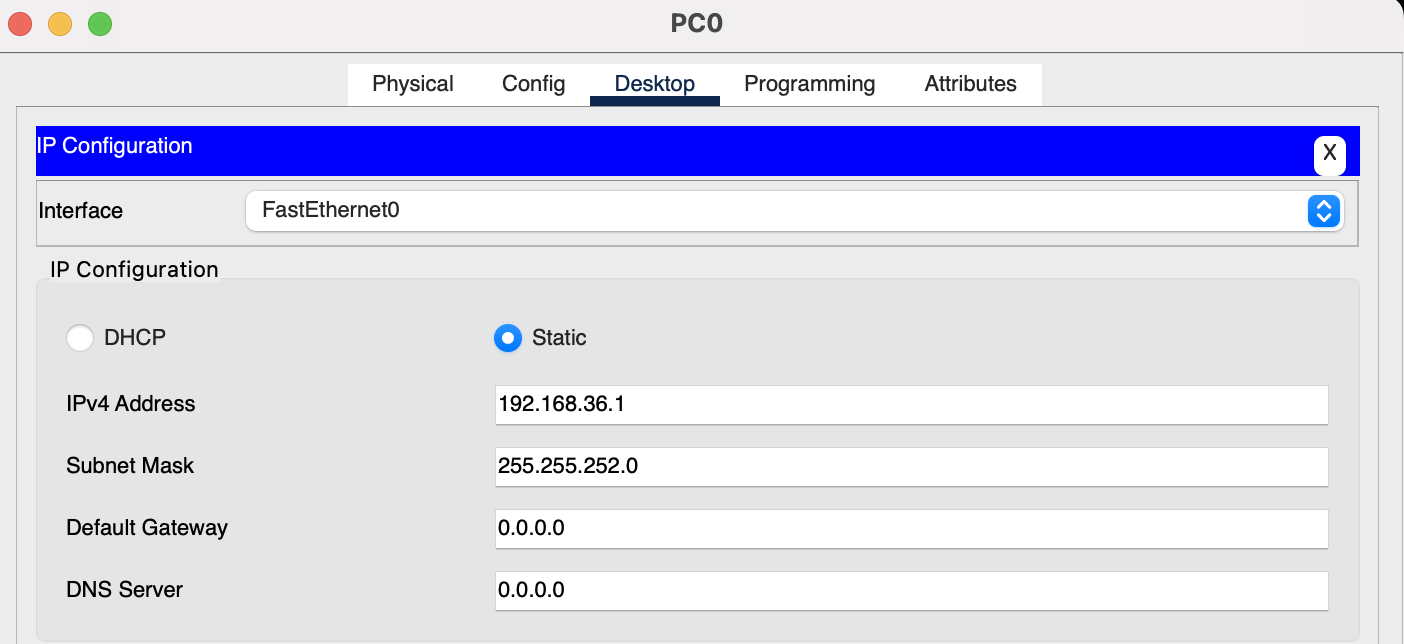 PC0
Physical Config Desktop Programming Attributes
IP Configuration
X
Interface FastEthernet0
IP Configuration
DHCP Static
IPv4 Address 192.168.36.1
Subnet Mask 255.255.252.0
Default Gateway 0.0.0.0
DNS Server 0.0.0.0